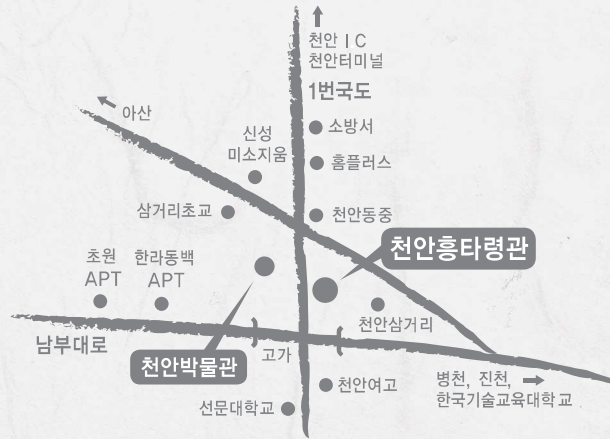 천안 IC
천안터미널
1번국도
아산
소방서
신성
미소지움
홈플러스
삼거리초교
천안동중
천안흥타령관
초원
APT
한라동백
APT
천안삼거리
남부대로
고가
천안박물관
천안여고
병천, 진천,
한국기술교육대학교
선문대학교